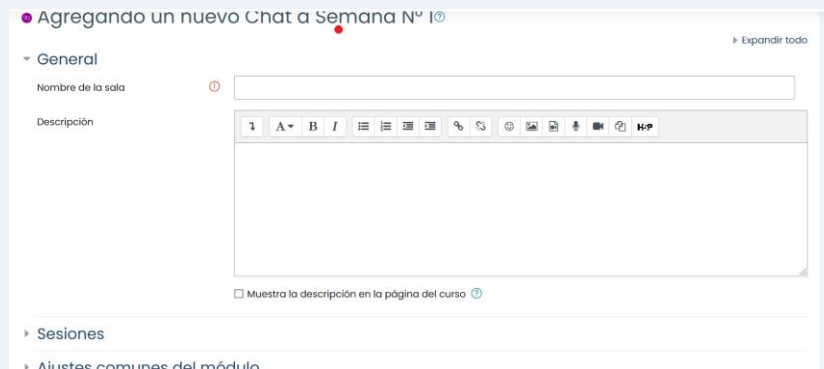 Agregando un nuevo Chat a Semana N° 1
Expandir todo
General
Nombre de la sala
Descripción
A B I H-P
Muestra la descripción en la página del curso
Sesiones
Ajustes comunes del módulo